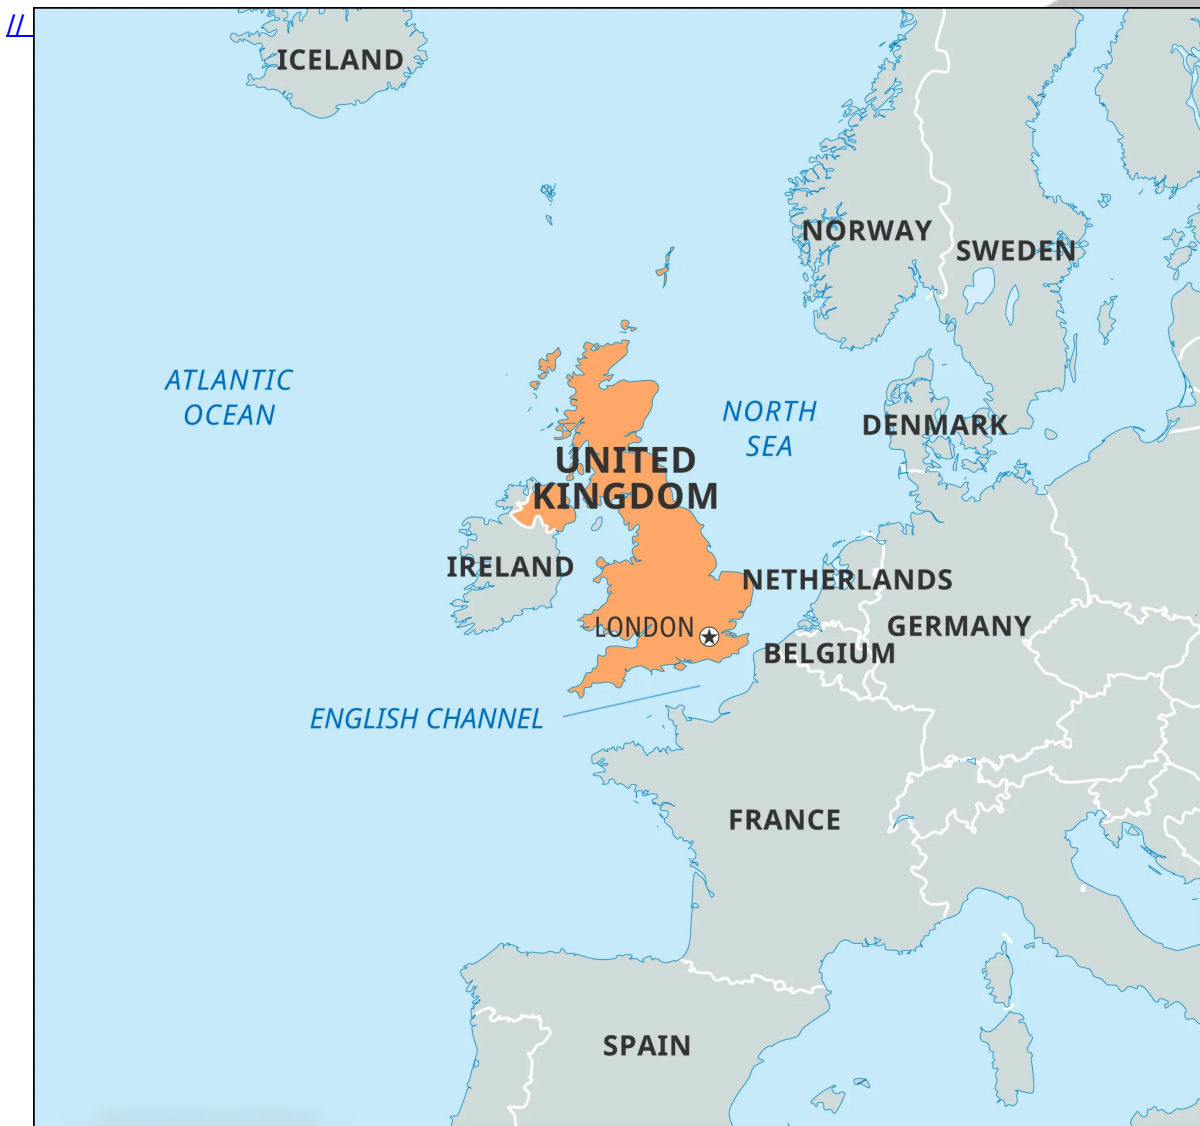 //
ICELAND
NORWAY
SWEDEN
ATLANTIC
OCEAN
NORTH
SEA
DENMARK
UNITED
KINGDOM
IRELAND
NETHERLANDS
LONDON
GERMANY
BELGIUM
ENGLISH CHANNEL
FRANCE
SPAIN